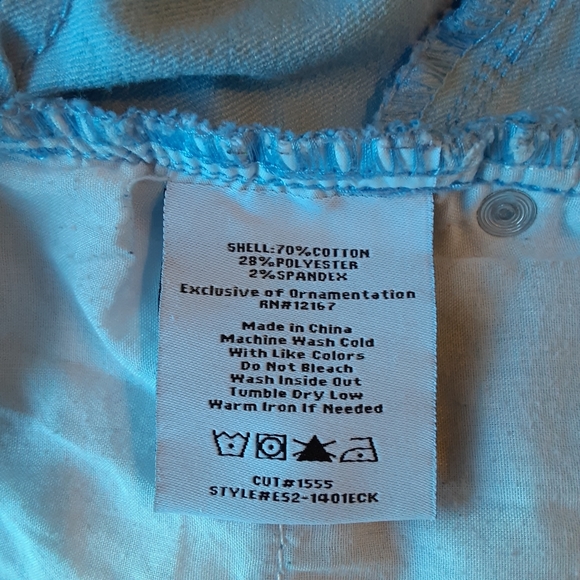 SHELL:70%COTTON
28%POLYESTER
2%SPANDEX
Exclusive of Ornamentation
RN#12167
Made in China
Machine Wash Cold
With Like Colors
Do Not Bleach
Wash Inside Out
Tumble Dry Low
Warm Iron If Needed
CUT#1555
STYLE#ES2-1401ECK